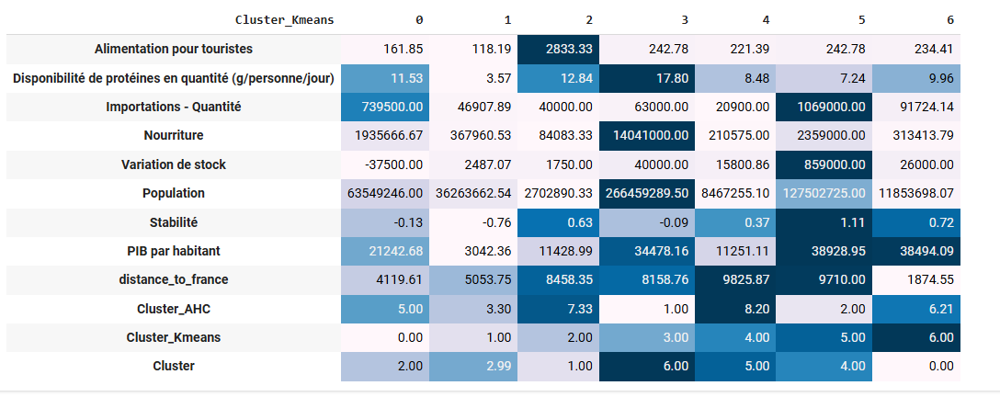 Cluster_Kmeans 0 1 2 3 4 5 6
Alimentation pour touristes 161.85 118.19 2833.33 242.78 221.39 242.78 234.41
Disponibilité de protéines en quantité (g/personne/jour) 11.53 3.57 12.84 17.80 8.48 7.24 9.96
Importations - Quantité 739500.00 46907.89 40000.00 63000.00 20900.00 1069000.00 91724.14
Nourriture 1935666.67 367960.53 84083.33 14041000.00 210575.00 2359000.00 313413.79
Variation de stock -37500.00 2487.07 1750.00 40000.00 15800.86 859000.00 26000.00
Population 63549246.00 36263662.54 2702890.33 266459289.50 8467255.10 127502725.00 11853698.07
Stabilité -0.13 -0.76 0.63 -0.09 0.37 1.11 0.72
PIB par habitant 21242.68 3042.36 11428.99 34478.16 11251.11 38928.95 38494.09
distance_to_france 4119.61 5053.75 8458.35 8158.76 9825.87 9710.00 1874.55
Cluster_AHC 5.00 3.30 7.33 1.00 8.20 2.00 6.21
Cluster_Kmeans 0.00 1.00 2.00 3.00 4.00 5.00 6.00
Cluster 2.00 2.99 1.00 6.00 5.00 4.00 0.00